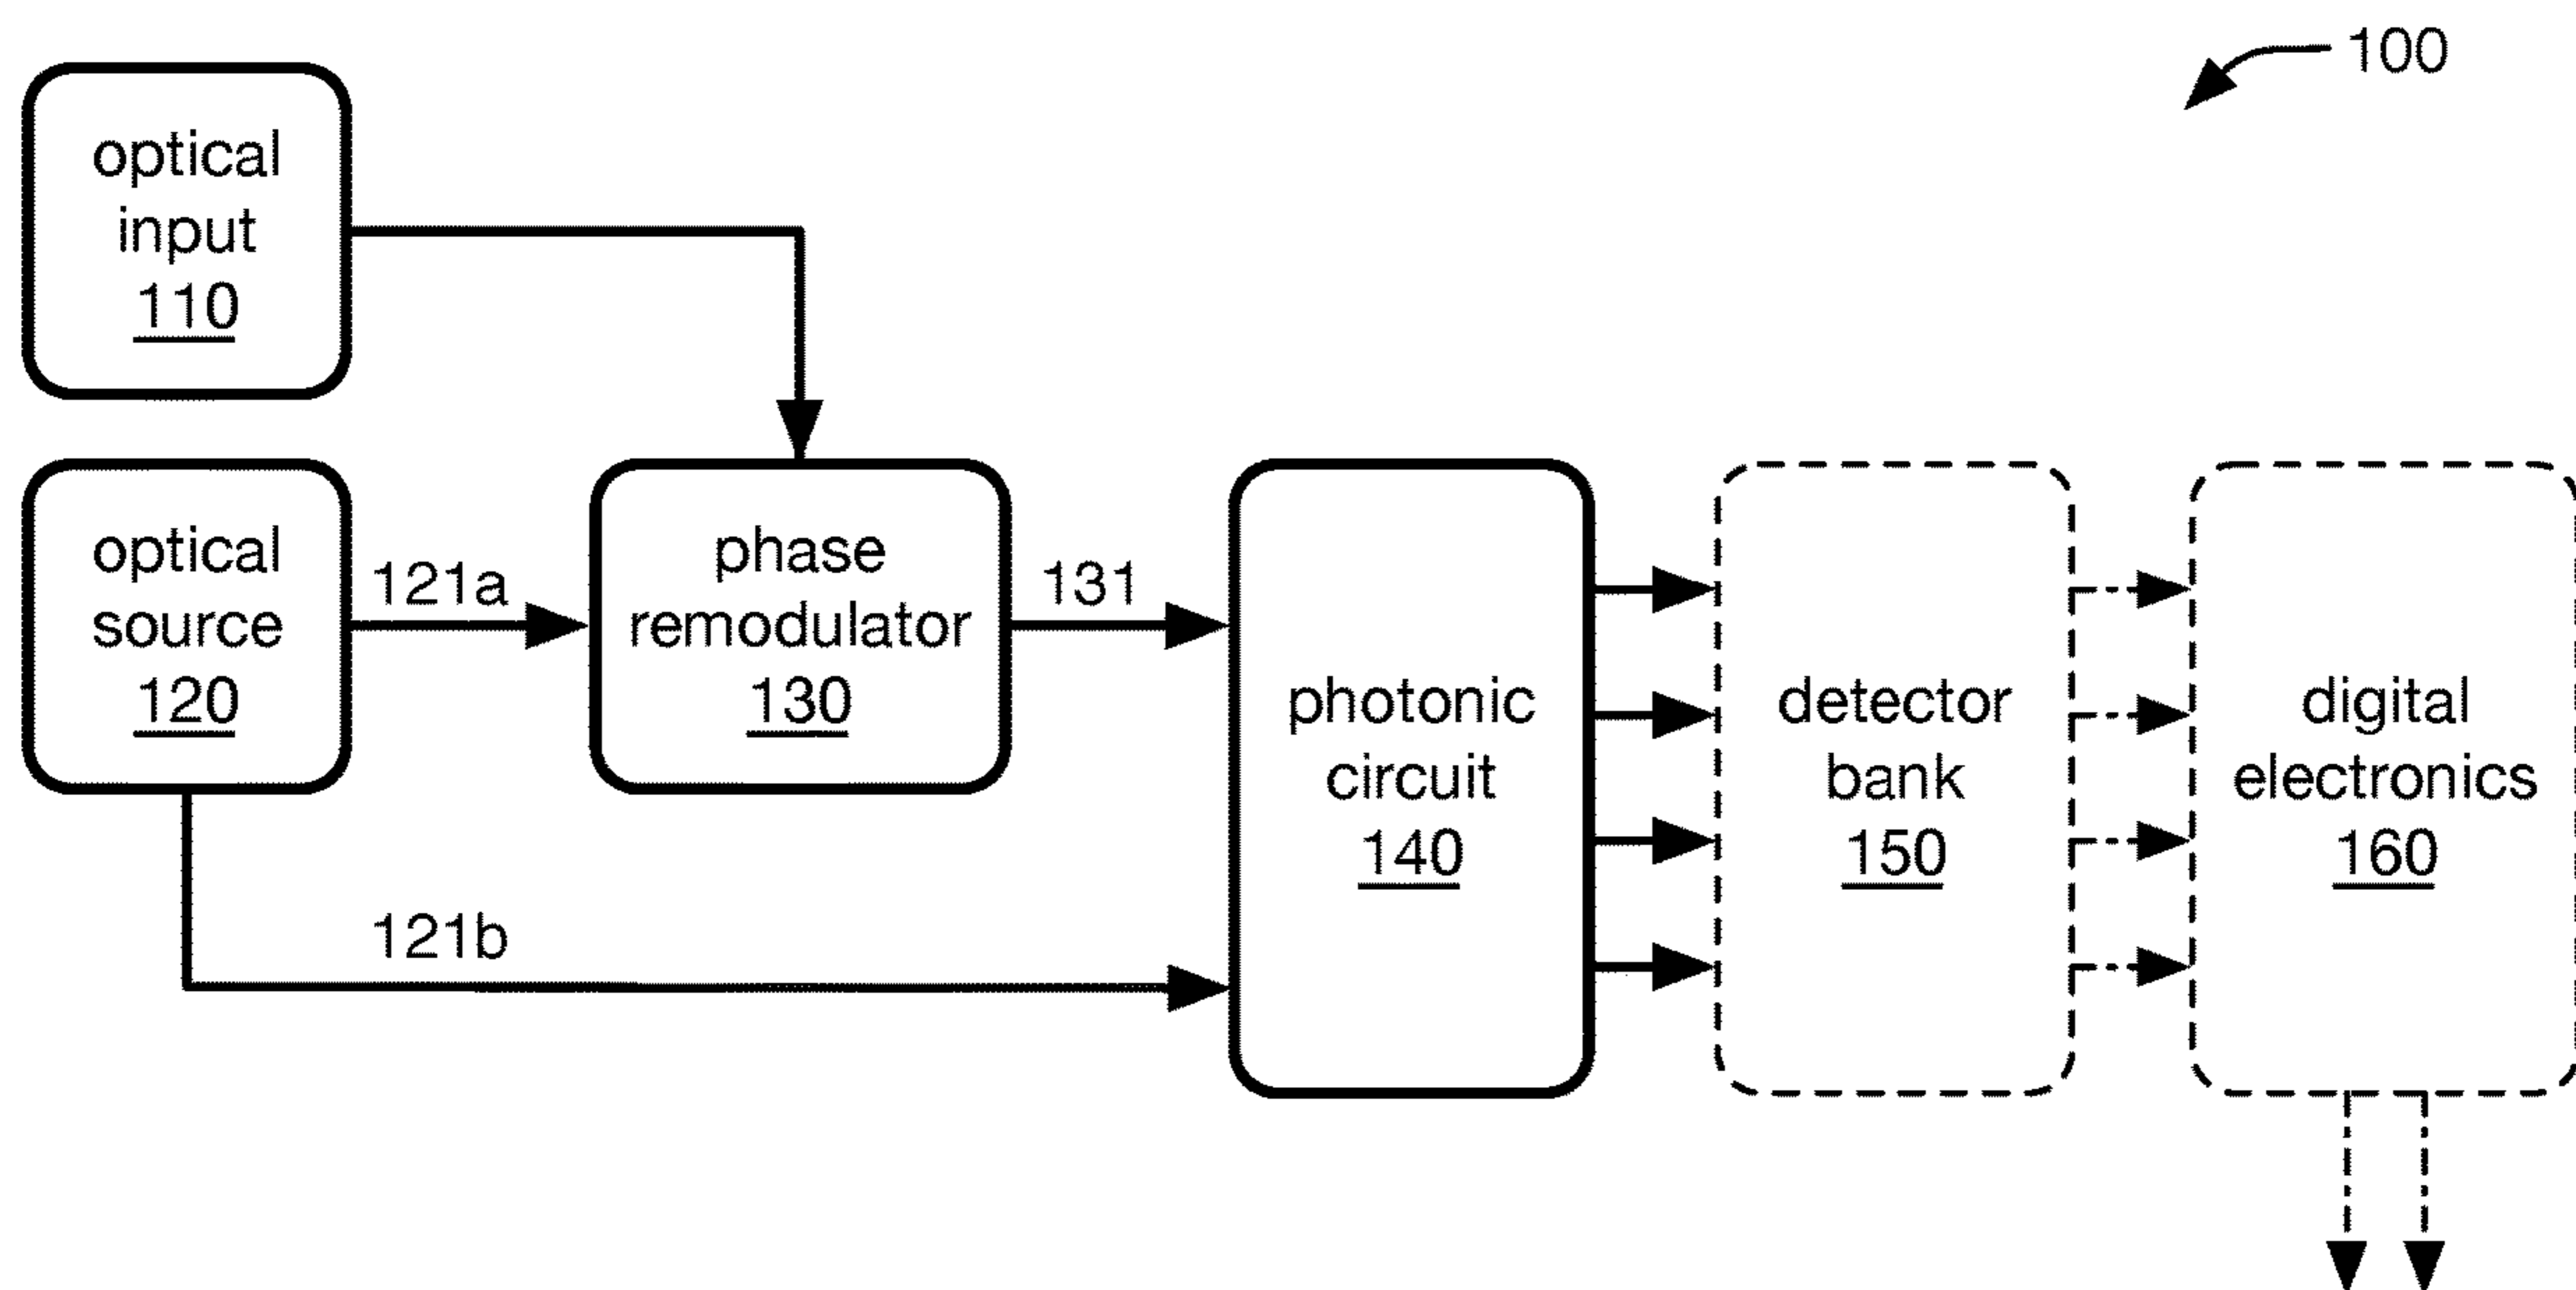 100
optical
input
110
optical
source
120
121a
phase
remodulator
130
131
121b
photonic
circuit
140
detector
bank
150
digital
electronics
160